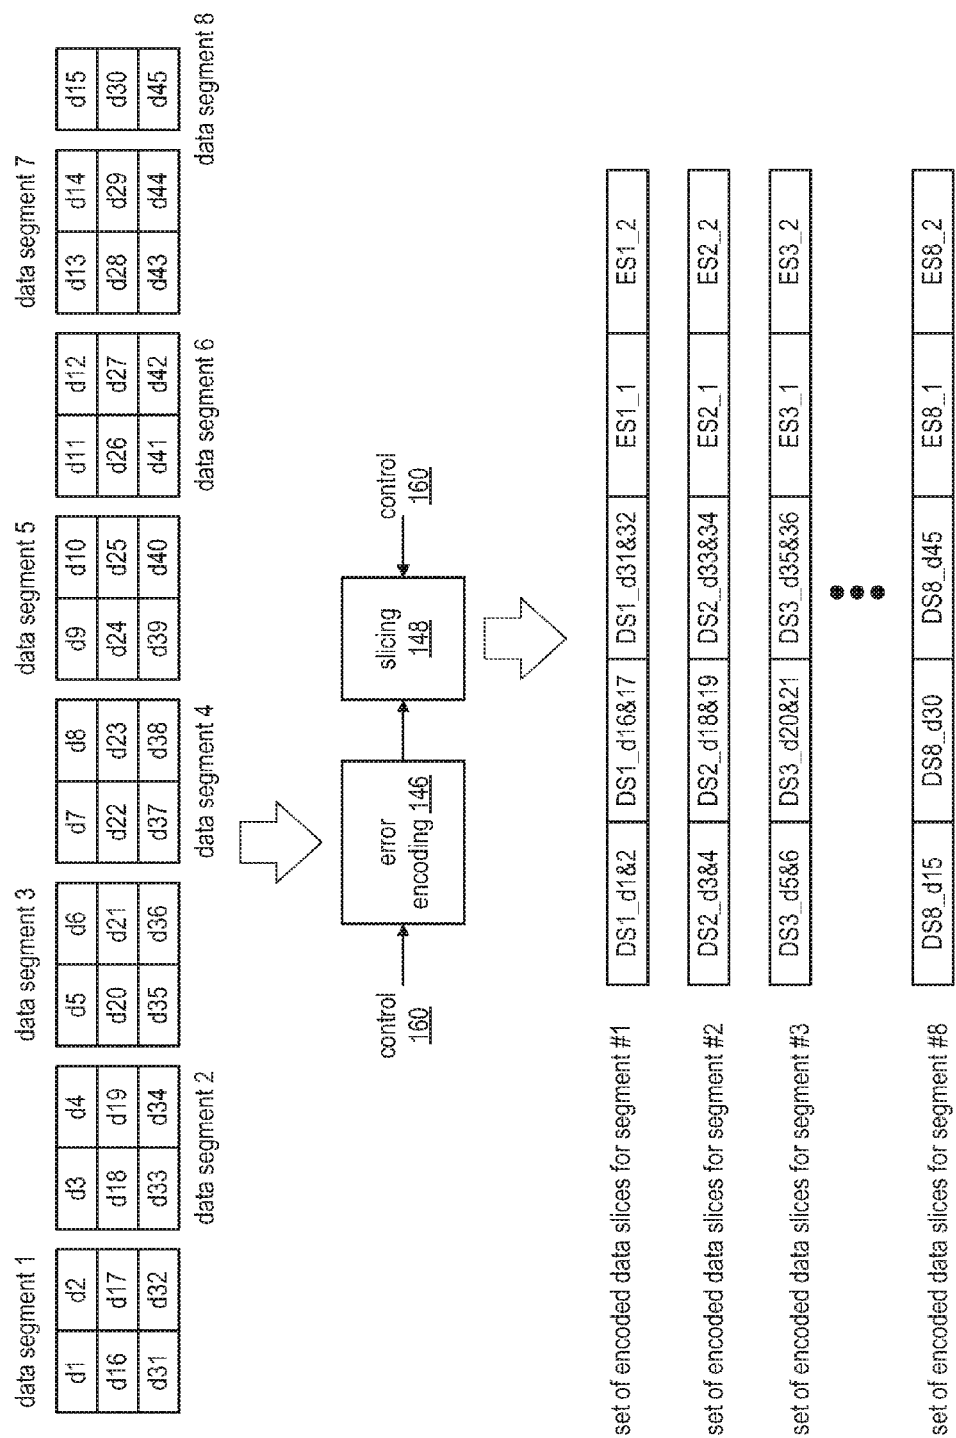 data segment 1
d1 d2
d16 d17
d31 d32
d3 d4
d18 d19
d33 d34
data segment 2
data segment 3
d5 d6
d20 d21
d35 d36
d7 d8
d22 d23
d37 d38
data segment 4
data segment 5
d9 d10
d24 d25
d39 d40
d11 d12
d26 d27
d41 d42
data segment 6
data segment 7
d13 d14
d28 d29
d43 d44
d15
d30
d45
data segment 8
control
160
error
encoding 146
slicing
148
control
160
set of encoded data slices for segment #1 DS1_d1&2 DS1_d16&17 DS1_d31&32 ES1_1 ES1_2
set of encoded data slices for segment #2 DS2_d3&4 DS2_d18&19 DS2_d33&34 ES2_1 ES2_2
set of encoded data slices for segment #3 DS3_d5&6 DS3_d20&21 DS3_d35&36 ES3_1 ES3_2
set of encoded data slices for segment #8 DS8_d15 DS8_d30 DS8_d45 ES8_1 ES8_2